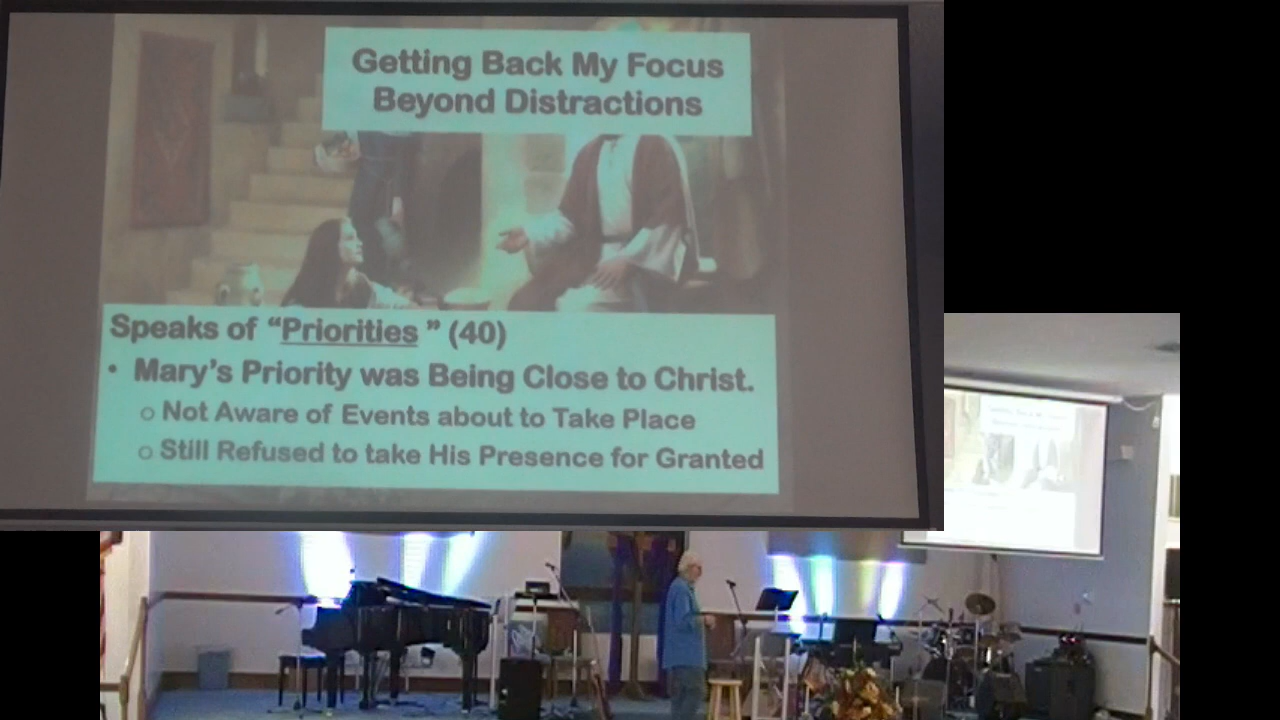 Getting Back My Focus
Beyond Distractions
Speaks of “Priorities ” (40)
• Mary’s Priority was Being Close to Christ.
o Not Aware of Events about to Take Place
o Still Refused to take His Presence for Granted